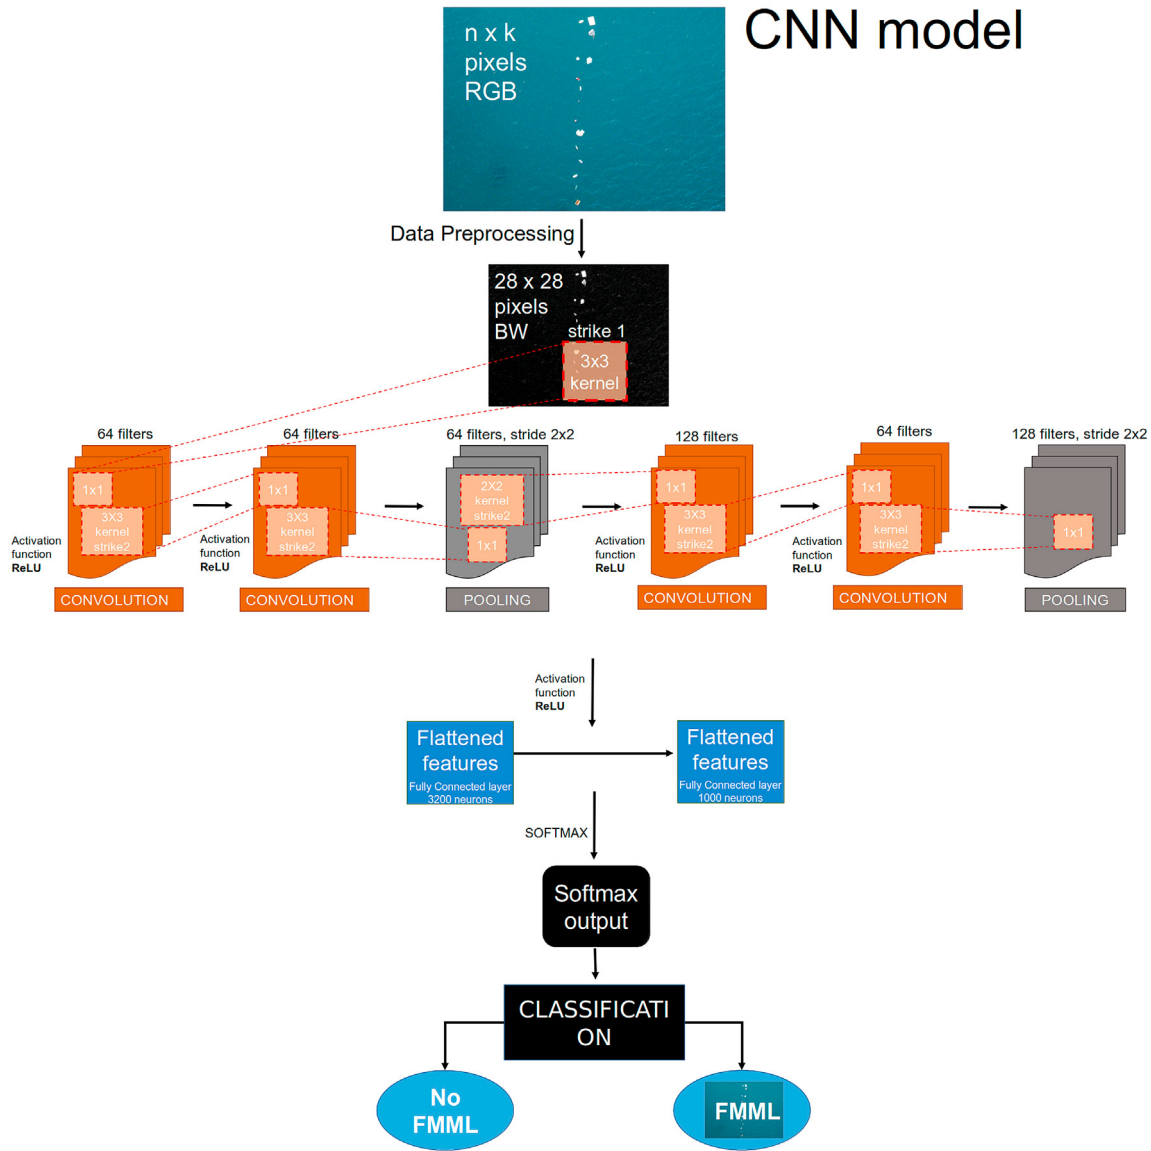 CNN model
n x k
pixels
RGB
Data Preprocessing
28 x 28
pixels
BW
strike 1
3x3
kernel
64 filters
64 filters
64 filters, stride 2x2
128 filters
64 filters
128 filters, stride 2x2
1x1
3X3
kernel
strike2
Activation
function
ReLU
CONVOLUTION
1x1
3X3
kernel
strike2
Activation
function
ReLU
CONVOLUTION
2X2
kernel
strike2
1x1
POOLING
1x1
3X3
kernel
strike2
Activation
function
ReLU
CONVOLUTION
1x1
3X3
kernel
strike2
Activation
function
ReLU
CONVOLUTION
1x1
POOLING
Activation
function
ReLU
Flattened
features
Fully Connected layer
3200 neurons
Flattened
features
Fully Connected layer
1000 neurons
SOFTMAX
Softmax
output
CLASSIFICATI
ON
No
FMML
FMML